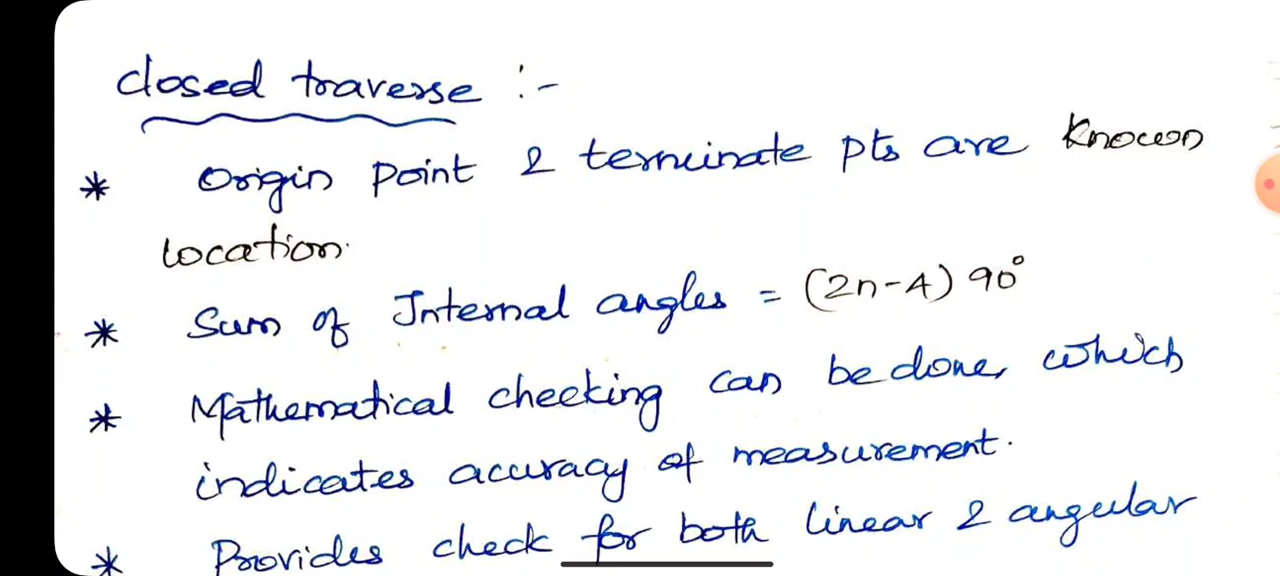 closed traverse :-
* Origin point & terminate pts are known
location.
* Sum of Internal angles = (2n-4) 90°
* Mathematical checking can be done, which
indicates accuracy of measurement.
* Provides check for both linear & angular